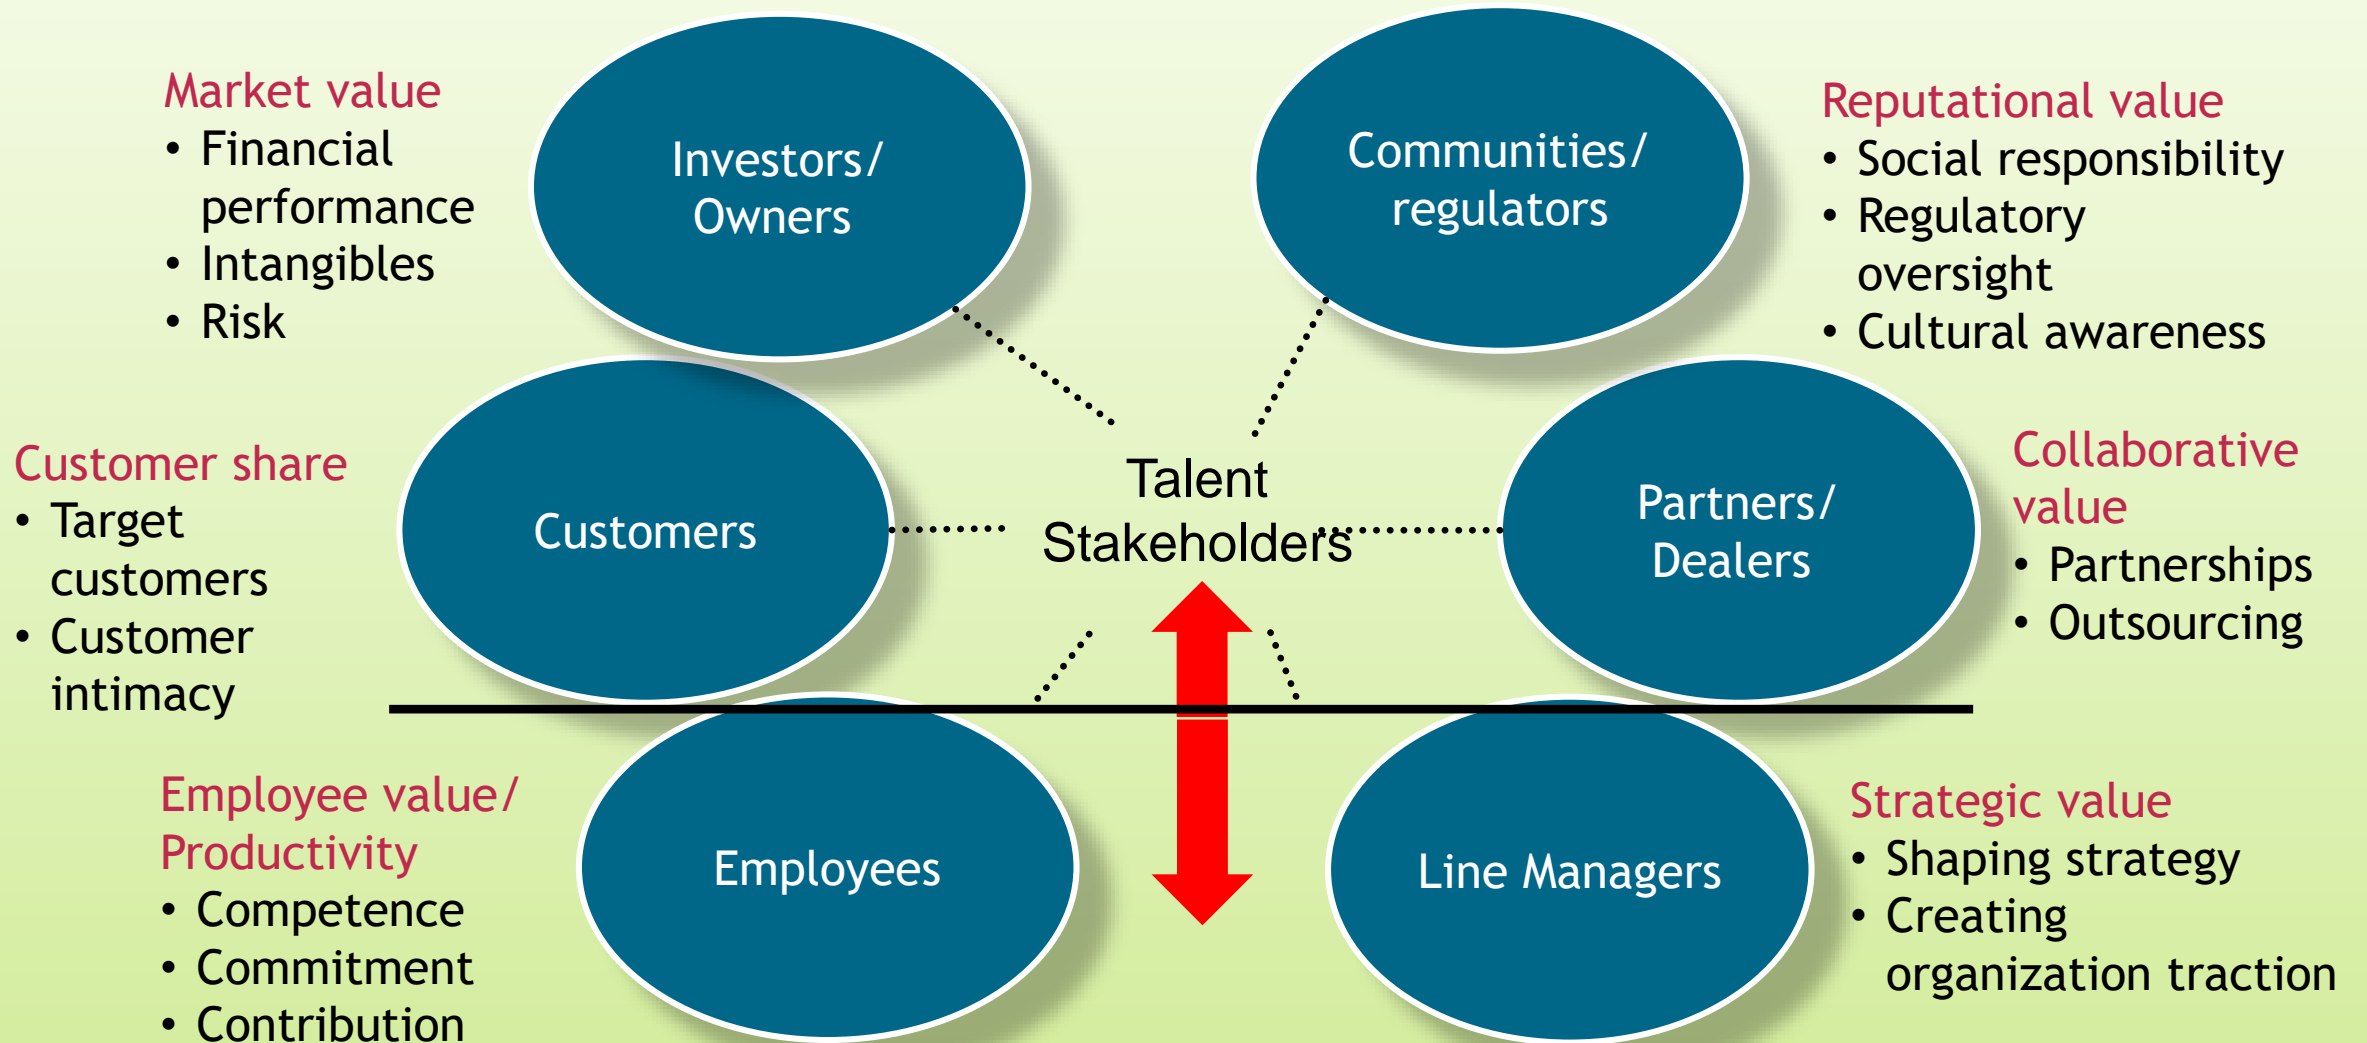 Market value
• Financial
performance
• Intangibles
• Risk
Investors/
Owners
Communities/
regulators
Reputational value
• Social responsibility
• Regulatory
oversight
• Cultural awareness
Customer share
• Target
customers
• Customer
intimacy
Customers
Talent
Stakeholders
Partners/
Dealers
Collaborative
value
• Partnerships
• Outsourcing
Employee value/
Productivity
• Competence
• Commitment
• Contribution
Employees
Line Managers
Strategic value
• Shaping strategy
• Creating
organization traction